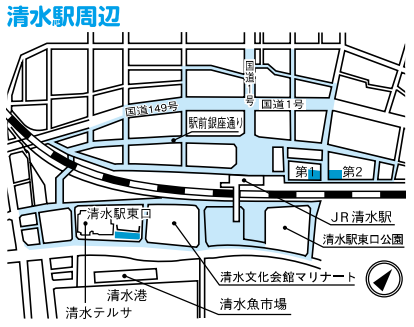 清水駅周辺
国道1号
国道149号
国道1号
駅前銀座通り
第1
第2
清水駅東口
JR清水駅
清水駅東口公園
清水文化会館マリナート
清水港
清水魚市場
清水テルサ